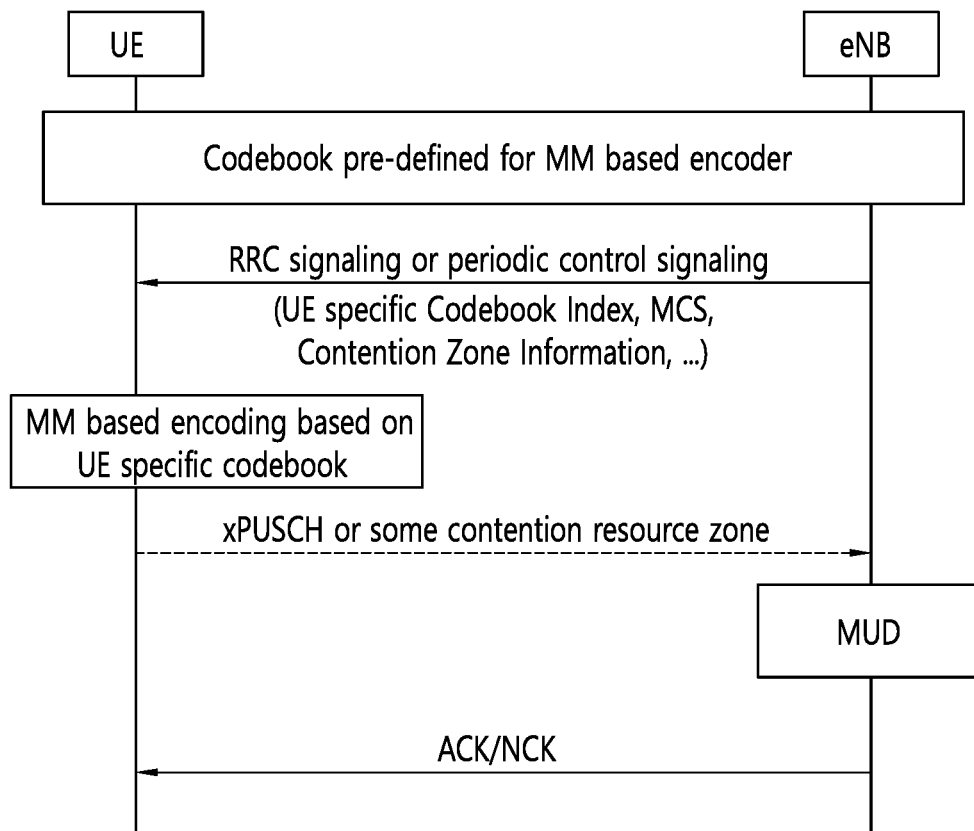 UE
eNB
Codebook pre-defined for MM based encoder
RRC signaling or periodic control signaling
(UE specific Codebook Index, MCS,
Contention Zone Information, ...)
MM based encoding based on
UE specific codebook
xPUSCH or some contention resource zone
MUD
ACK/NCK